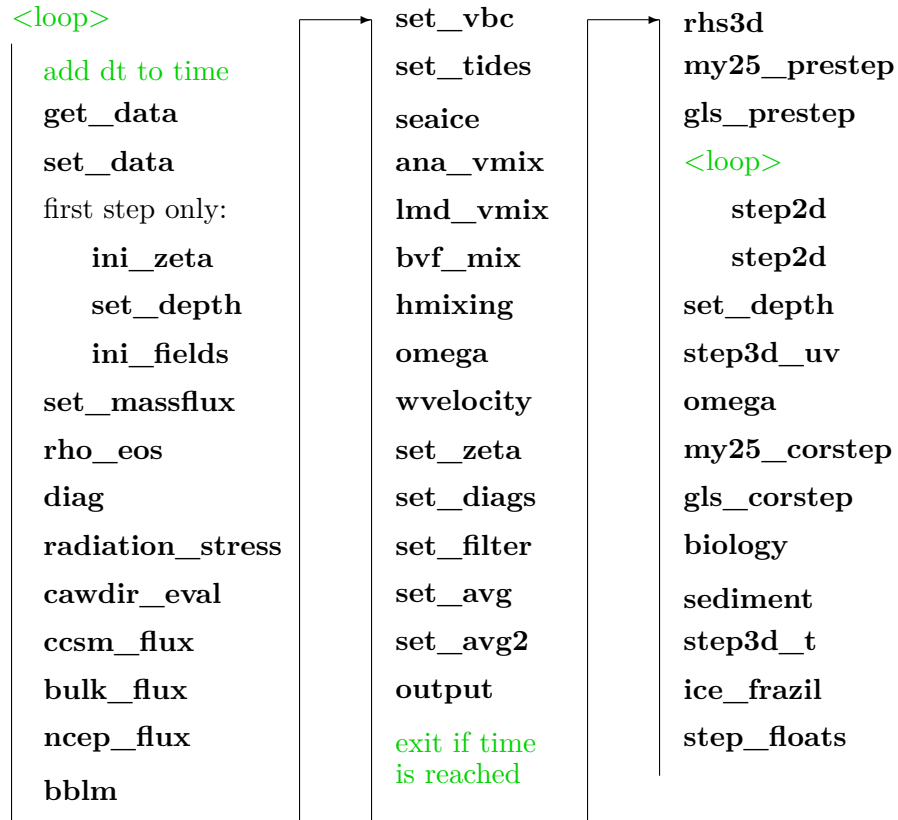 <loop>
add dt to time
get_data
set_data
first step only:
ini_zeta
set_depth
ini_fields
set_massflux
rho_eos
diag
radiation_stress
cawdir_eval
ccsm_flux
bulk_flux
ncep_flux
bblm
set_vbc
set_tides
seaice
ana_vmix
lmd_vmix
bvf_mix
hmixing
omega
wvelocity
set_zeta
set_diags
set_filter
set_avg
set_avg2
output
exit if time
is reached
rhs3d
my25_prestep
gls_prestep
<loop>
step2d
step2d
set_depth
step3d_uv
omega
my25_corstep
gls_corstep
biology
sediment
step3d_t
ice_frazil
step_floats